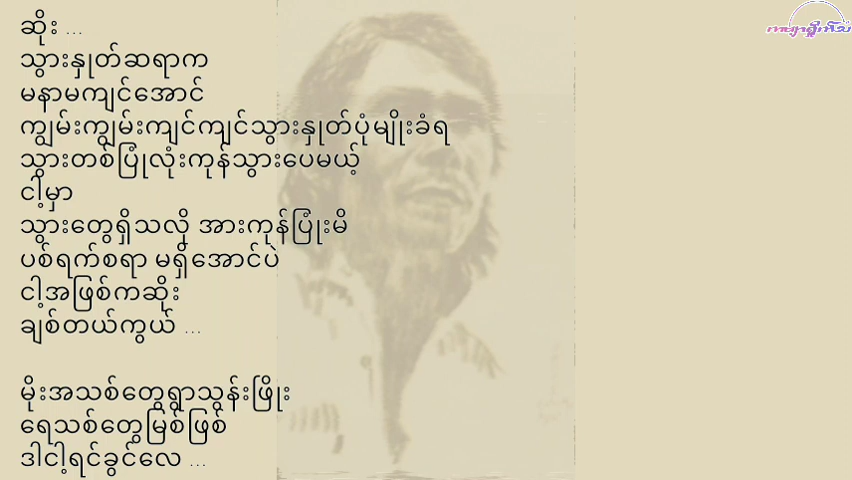 ဆိုး ...
သွားနှုတ်ဆရာက
မနာမကျင်အောင်
ကျွမ်းကျွမ်းကျင်ကျင်သွားနှုတ်ပုံမျိုးခံရ
သွားတစ်ပြုံလုံးကုန်သွားပေမယ့်
ငါ့မှာ
သွားတွေရှိသလို အားကုန်ပြုံးမိ
ပစ်ရက်စရာ မရှိအောင်ပဲ
ငါ့အဖြစ်ကဆိုး
ချစ်တယ်ကွယ် ...
မိုးအသစ်တွေရွာသွန်းဖြိုး
ရေသစ်တွေမြစ်ဖြစ်
ဒါငါ့ရင်ခွင်လေ ...